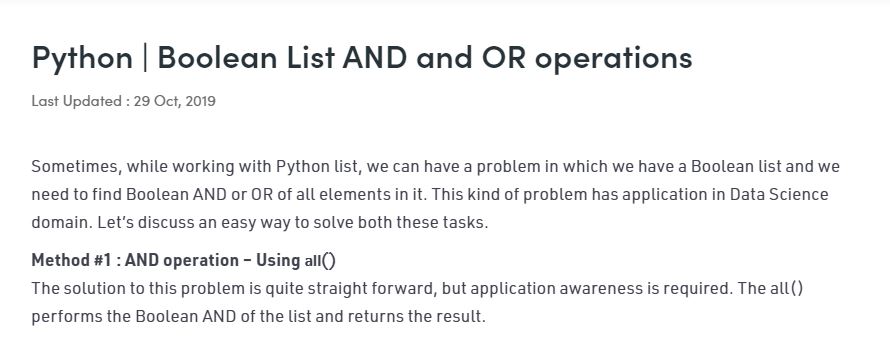 Python | Boolean List AND and OR operations
Last Updated : 29 Oct, 2019
Sometimes, while working with Python list, we can have a problem in which we have a Boolean list and we
need to find Boolean AND or OR of all elements in it. This kind of problem has application in Data Science
domain. Let’s discuss an easy way to solve both these tasks.
Method #1 : AND operation – Using all()
The solution to this problem is quite straight forward, but application awareness is required. The all()
performs the Boolean AND of the list and returns the result.